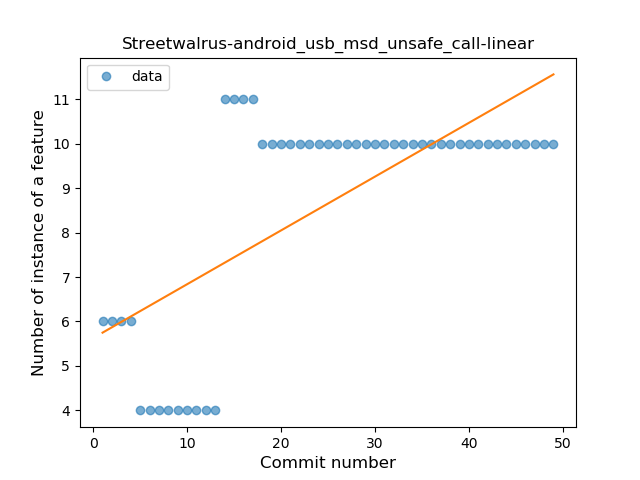 Streetwalrus-android_usb_msd_unsafe_call-linear
data
Number of instance of a feature
11
10
9
8
7
6
5
4
0 10 20 30 40 50
Commit number